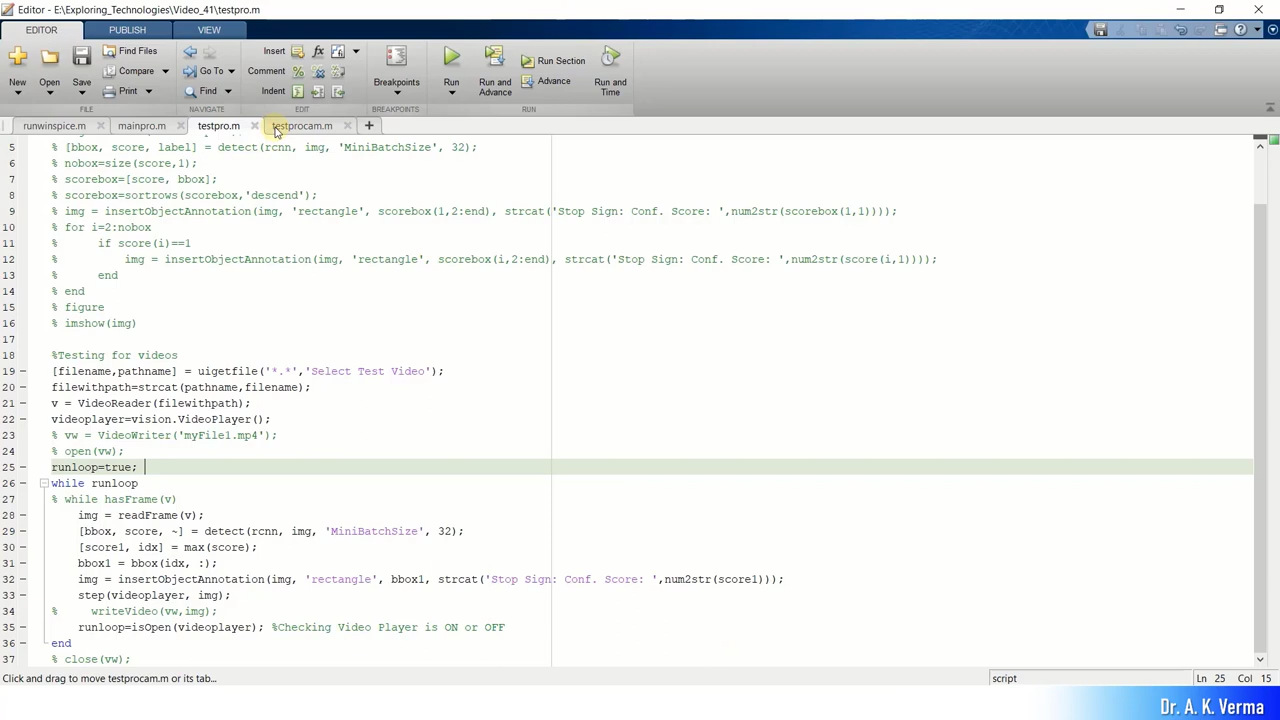 Editor - E:\Exploring_Technologies\Video_41\testpro.m
EDITOR PUBLISH VIEW
New Open Save Find Files Compare Print Go To Find Insert Comment Indent Breakpoints Run Run and Advance Run Section Advance Run and Time
FILE NAVIGATE EDIT BREAKPOINTS RUN
runwinspice.m mainpro.m testpro.m testprocam.m
5 % [bbox, score, label] = detect(rcnn, img, 'MiniBatchSize', 32);
6 % nobox=size(score,1);
7 % scorebox=[score, bbox];
8 % scorebox=sortrows(scorebox,'descend');
9 % img = insertObjectAnnotation(img, 'rectangle', scorebox(1,2:end), strcat('Stop Sign: Conf. Score: ',num2str(scorebox(1,1))));
10 % for i=2:nobox
11 % if score(i)==1
12 % img = insertObjectAnnotation(img, 'rectangle', scorebox(i,2:end), strcat('Stop Sign: Conf. Score: ',num2str(score(i,1))));
13 % end
14 % end
15 % figure
16 % imshow(img)
17
18 %Testing for videos
19 [filename,pathname] = uigetfile('*.*','Select Test Video');
20 filewithpath=strcat(pathname,filename);
21 v = VideoReader(filewithpath);
22 videoplayer=vision.VideoPlayer();
23 % vw = VideoWriter('myFile1.mp4');
24 % open(vw);
25 runloop=true;
26 while runloop
27 % while hasFrame(v)
28 img = readFrame(v);
29 [bbox, score, ~] = detect(rcnn, img, 'MiniBatchSize', 32);
30 [score1, idx] = max(score);
31 bbox1 = bbox(idx, :);
32 img = insertObjectAnnotation(img, 'rectangle', bbox1, strcat('Stop Sign: Conf. Score: ',num2str(score1)));
33 step(videoplayer, img);
34 % writeVideo(vw,img);
35 runloop=isOpen(videoplayer); %Checking Video Player is ON or OFF
36 end
37 % close(vw);
Click and drag to move testprocam.m or its tab... script Ln 25 Col 15
Dr. A. K. Verma